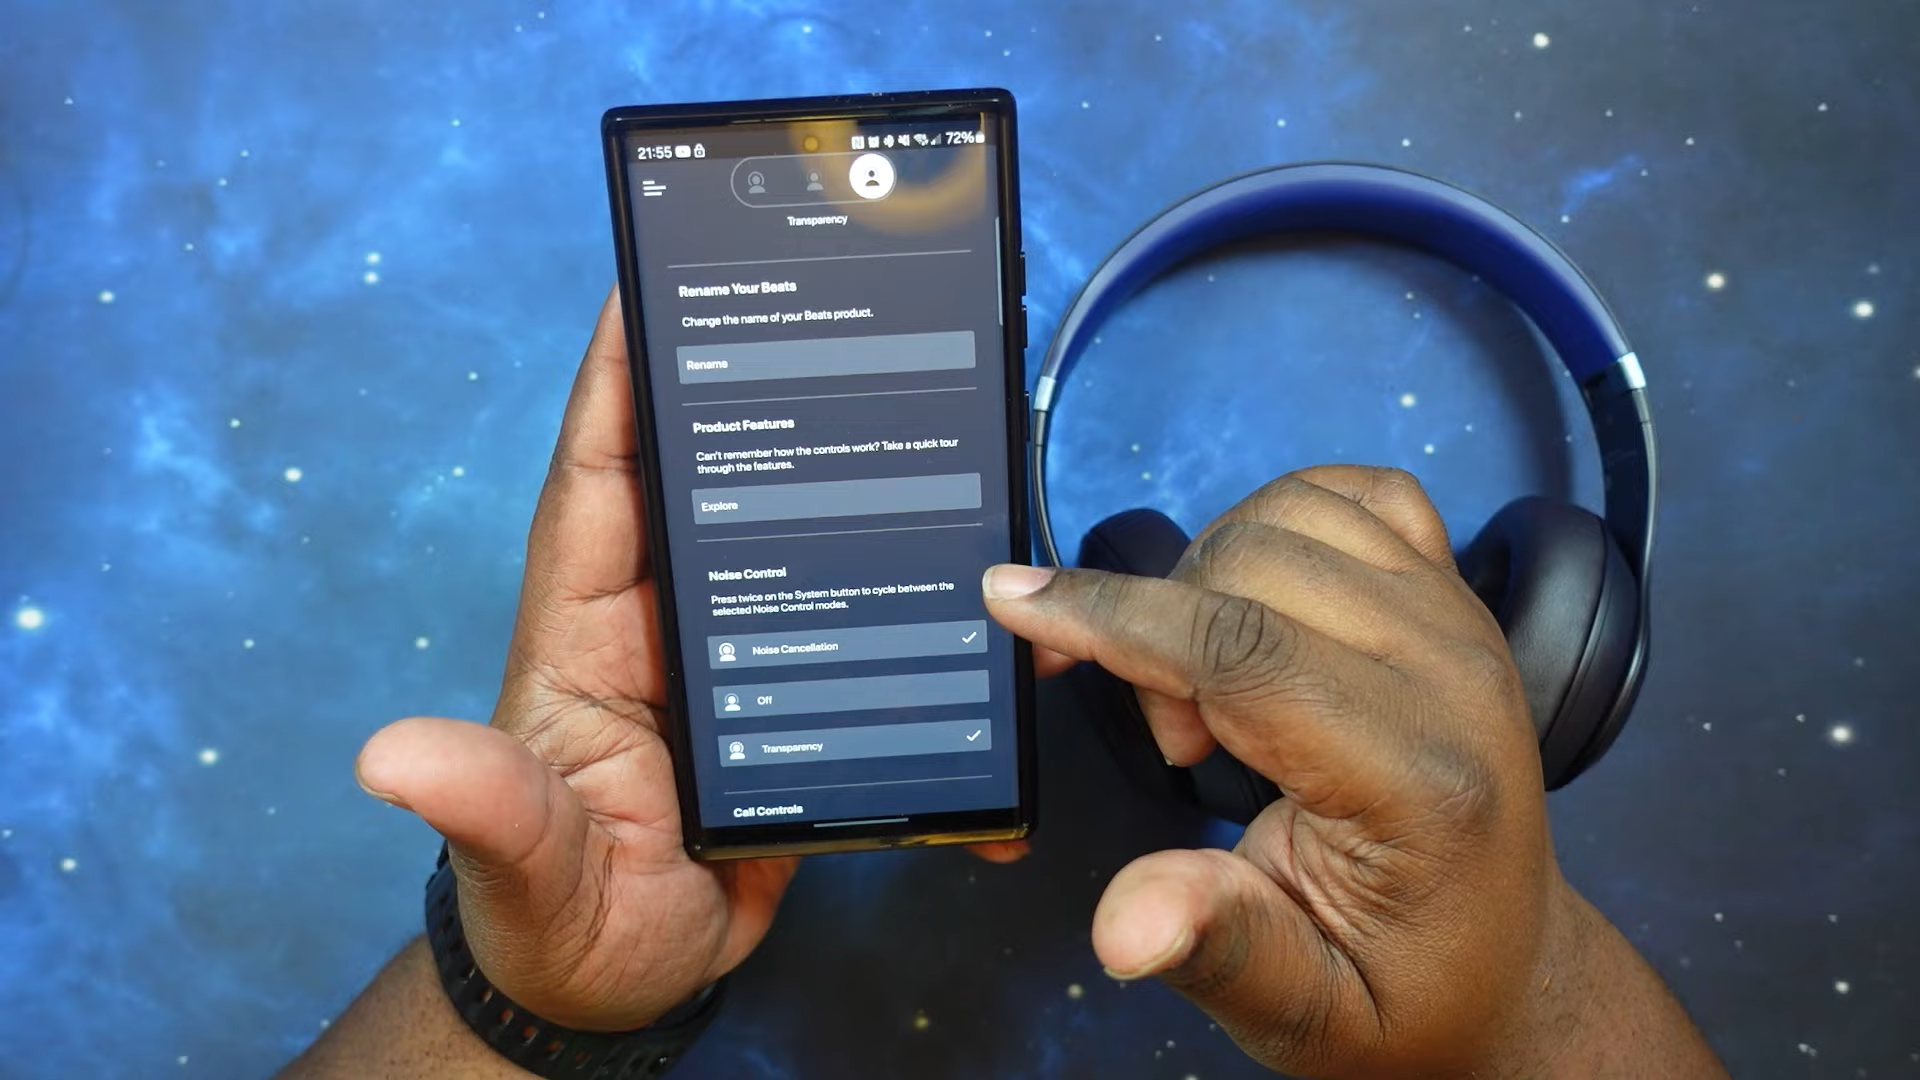 21:55
72%
Transparency
Rename Your Beats
Change the name of your Beats product.
Rename
Product Features
Can't remember how the controls work? Take a quick tour
through the features.
Explore
Noise Control
Press twice on the System button to cycle between the
selected Noise Control modes.
Noise Cancellation
Off
Transparency
Call Controls